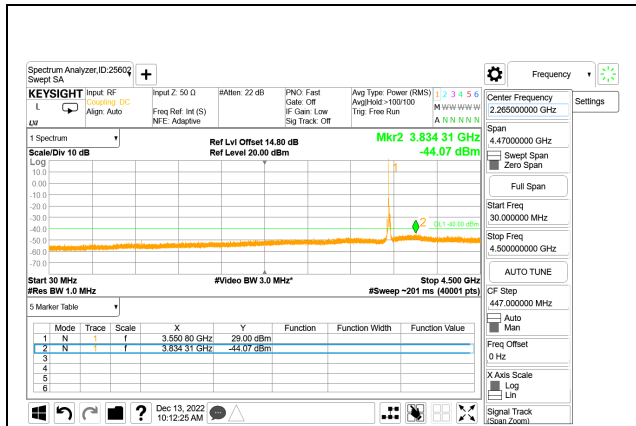 Spectrum Analyzer,ID:25602
Swept SA
+
Frequency
KEYSIGHT
L
LXI
Input: RF
Coupling: DC
Align: Auto
Input Z: 50 Ω
Freq Ref: Int (S)
NFE: Adaptive
#Atten: 22 dB
PNO: Fast
Gate: Off
IF Gain: Low
Sig Track: Off
Avg Type: Power (RMS)
Avg|Hold:>100/100
Trig: Free Run
1 2 3 4 5 6
M W W W W W
A N N N N N
Center Frequency
2.265000000 GHz
Settings
Span
4.47000000 GHz
Swept Span
Zero Span
Full Span
Start Freq
30.000000 MHz
Stop Freq
4.500000000 GHz
AUTO TUNE
CF Step
447.000000 MHz
Auto
Man
Freq Offset
0 Hz
X Axis Scale
Log
Lin
Signal Track
(Span Zoom)
1 Spectrum
Scale/Div 10 dB
Ref Lvl Offset 14.80 dB
Ref Level 20.00 dBm
Mkr2 3.834 31 GHz
-44.07 dBm
Log
10.0
0.00
-10.0
-20.0
-30.0
-40.0
-50.0
-60.0
-70.0
1
2
DL1 -40.00 dBm
Start 30 MHz
#Video BW 3.0 MHz*
Stop 4.500 GHz
#Res BW 1.0 MHz
#Sweep ~201 ms (40001 pts)
5 Marker Table
Mode Trace Scale X Y Function Function Width Function Value
1 N 1 f 3.550 80 GHz 29.00 dBm
2 N 1 f 3.834 31 GHz -44.07 dBm
3
4
5
6
?
Dec 13, 2022
10:12:25 AM